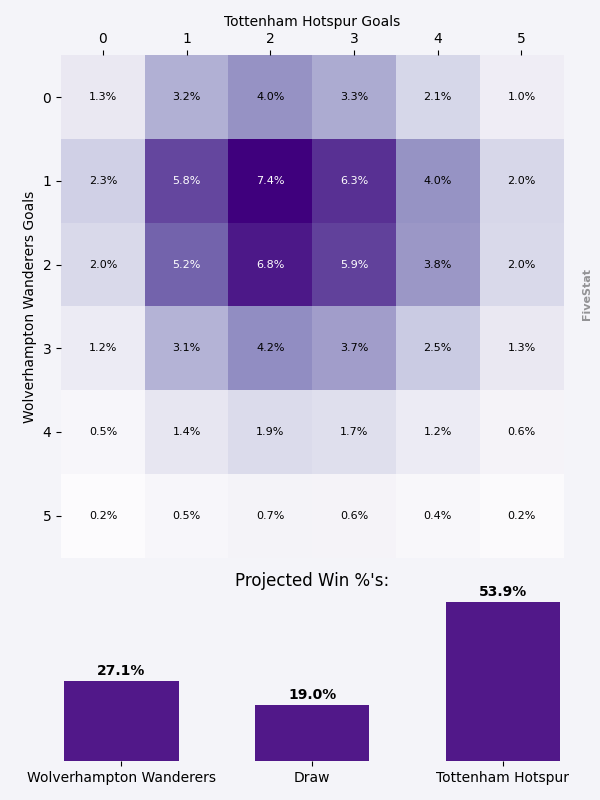 Tottenham Hotspur Goals
0 1 2 3 4 5
0 1.3% 3.2% 4.0% 3.3% 2.1% 1.0%
1 2.3% 5.8% 7.4% 6.3% 4.0% 2.0%
2 2.0% 5.2% 6.8% 5.9% 3.8% 2.0%
3 1.2% 3.1% 4.2% 3.7% 2.5% 1.3%
4 0.5% 1.4% 1.9% 1.7% 1.2% 0.6%
5 0.2% 0.5% 0.7% 0.6% 0.4% 0.2%
Wolverhampton Wanderers Goals
FiveStat
Projected Win %'s:
27.1% 19.0% 53.9%
Wolverhampton Wanderers Draw Tottenham Hotspur